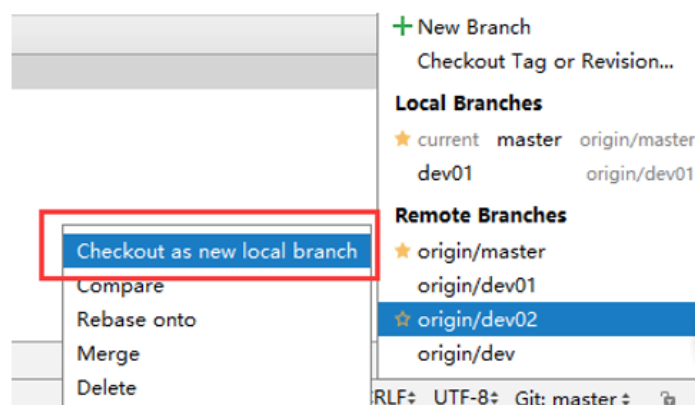 New Branch
Checkout Tag or Revision...
Local Branches
current master origin/master
dev01 origin/dev01
Remote Branches
origin/master
origin/dev01
origin/dev02
origin/dev
Checkout as new local branch
Compare
Rebase onto
Merge
Delete
RLF UTF-8 Git: master